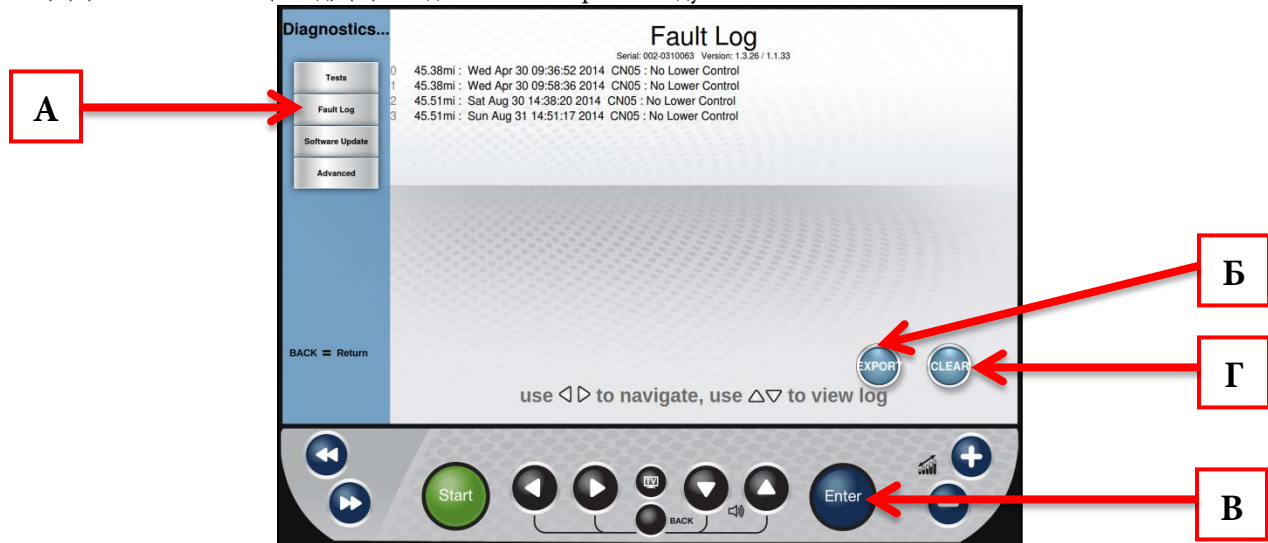 Diagnostics...
Fault Log
Serial: 002-0310063 Version: 1.3.26 / 1.1.33
Tests
Fault Log
Software Update
Advanced
0 45.38mi : Wed Apr 30 09:36:52 2014 CN05 : No Lower Control
1 45.38mi : Wed Apr 30 09:58:36 2014 CN05 : No Lower Control
2 45.51mi : Sat Aug 30 14:38:20 2014 CN05 : No Lower Control
3 45.51mi : Sun Aug 31 14:51:17 2014 CN05 : No Lower Control
А
Б
BACK = Return
EXPORT
CLEAR
Г
use ◁ ▷ to navigate, use △▽ to view log
Start
TV
BACK
Enter
В